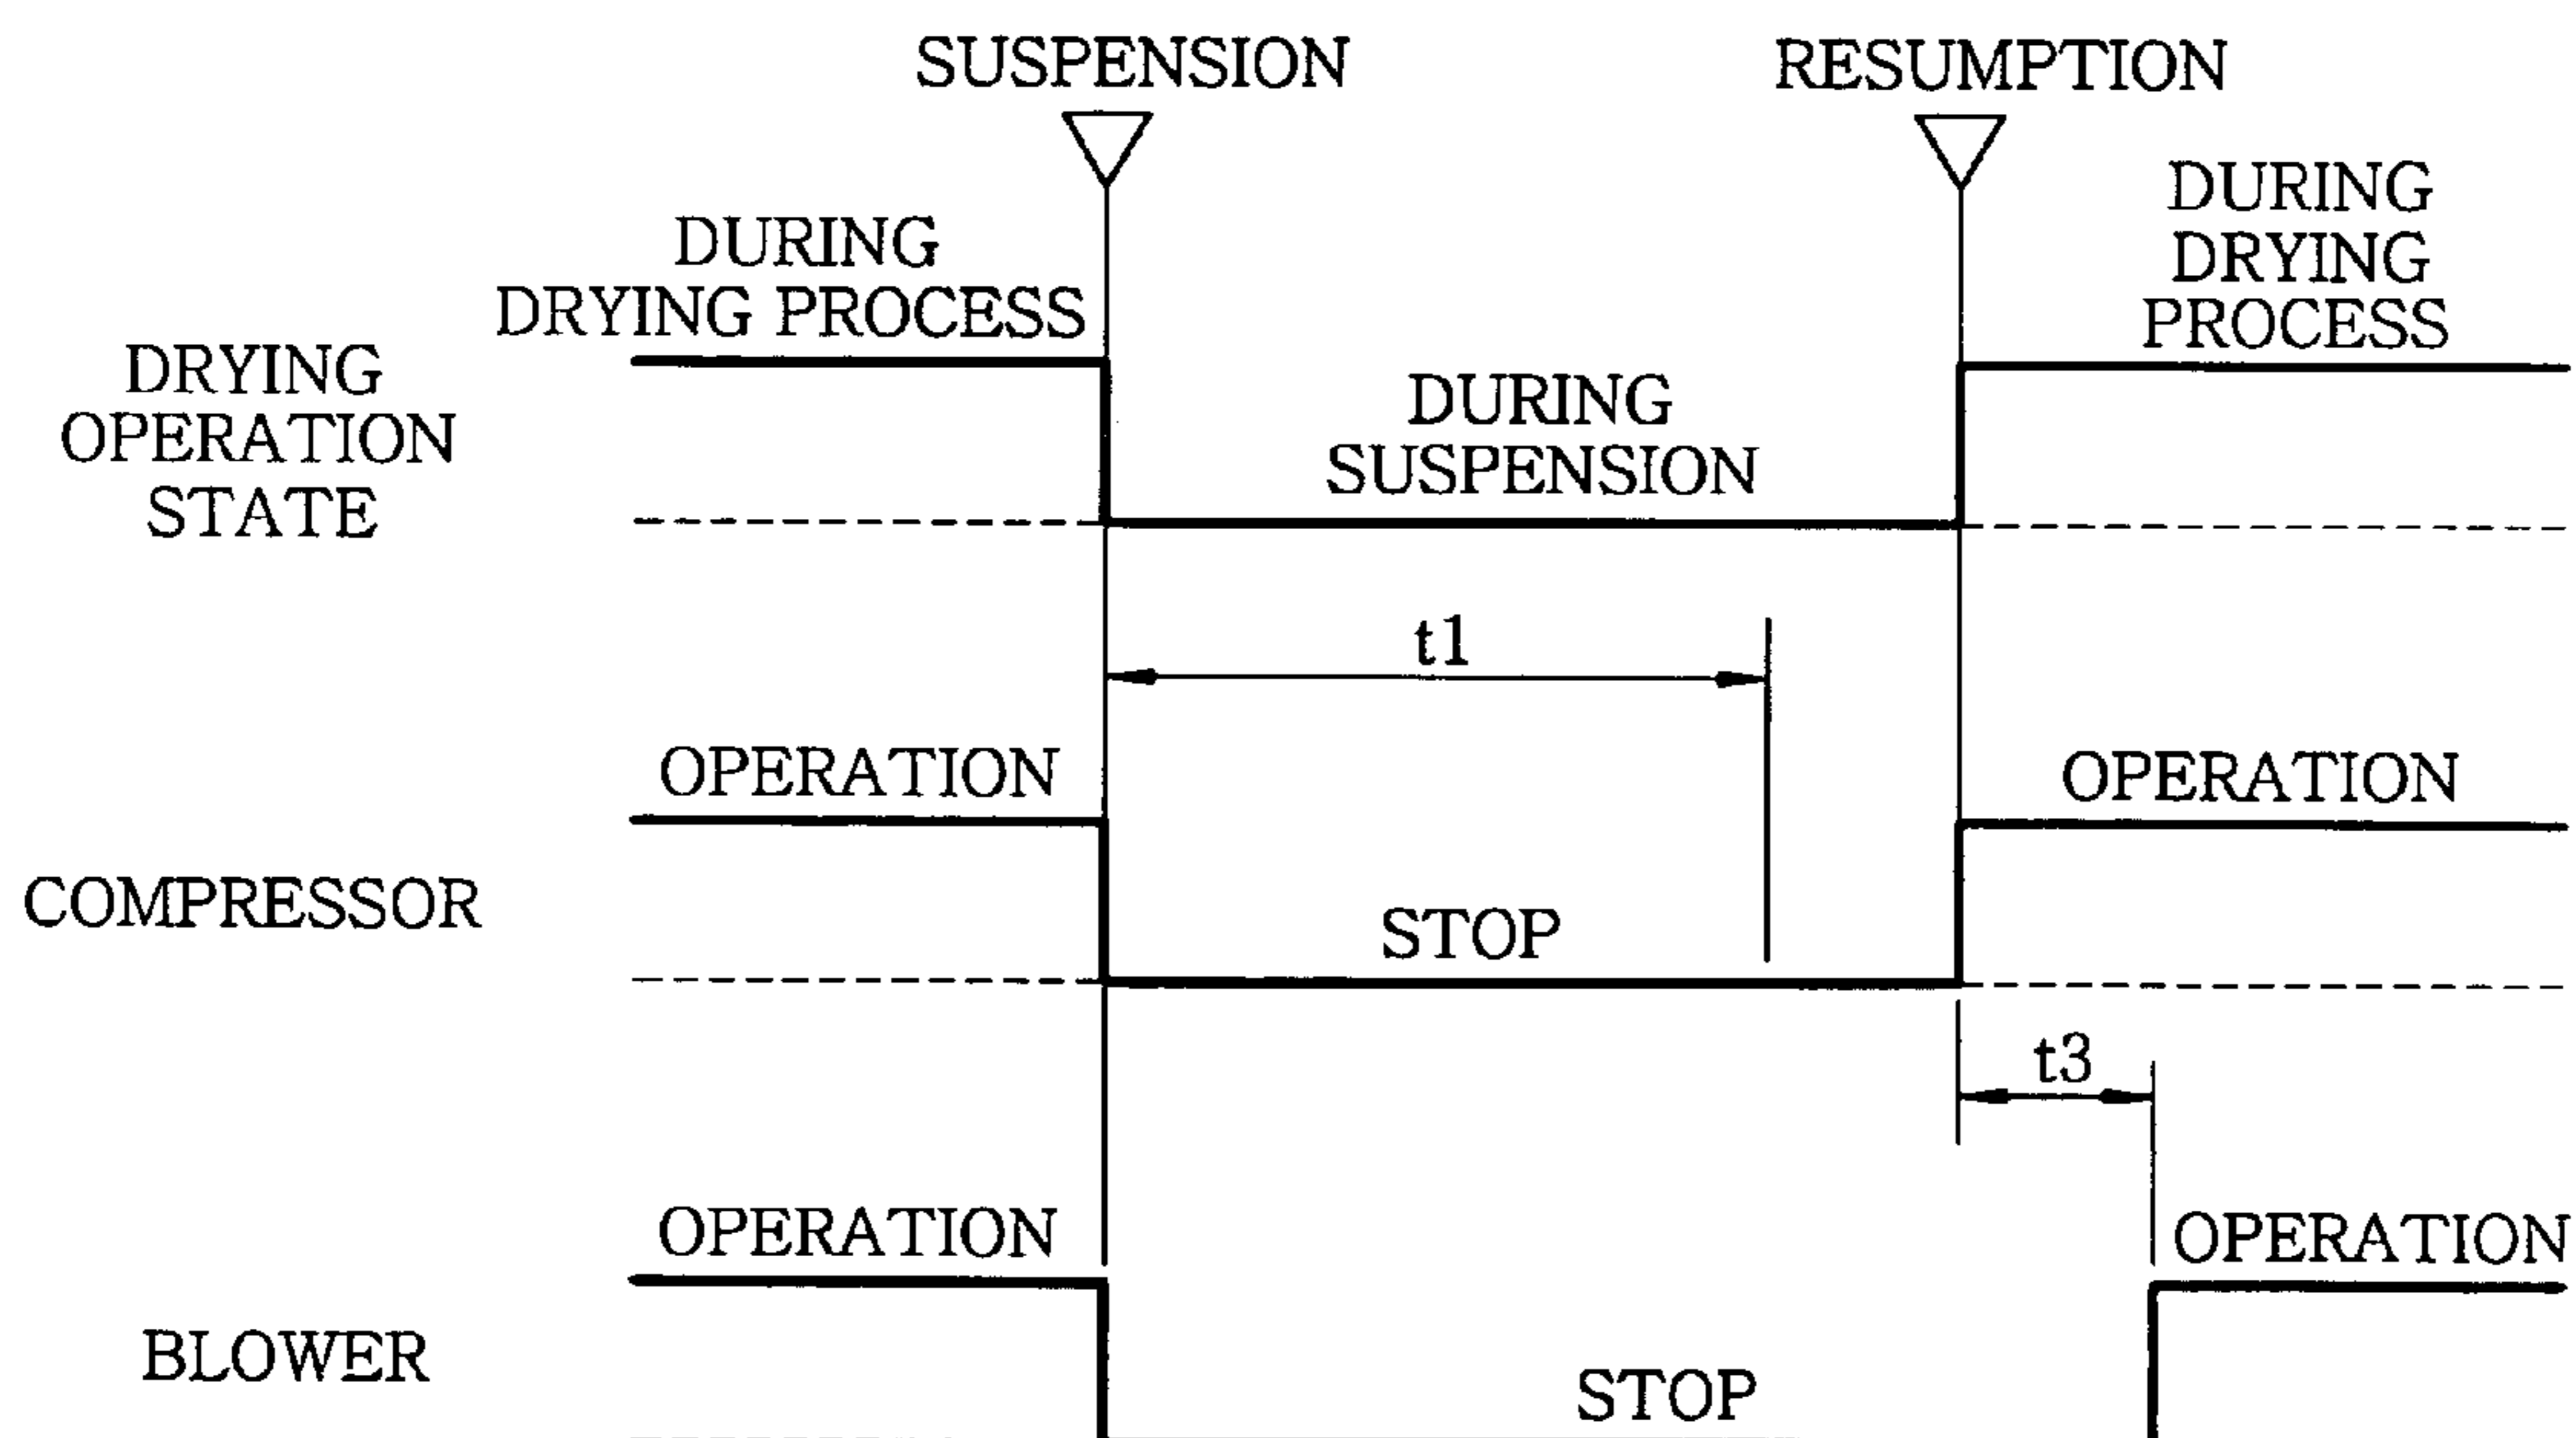 SUSPENSION
RESUMPTION
DURING
DRYING PROCESS
DURING
DRYING
PROCESS
DRYING
OPERATION
STATE
DURING
SUSPENSION
t1
OPERATION
OPERATION
COMPRESSOR
STOP
t3
OPERATION
OPERATION
BLOWER
STOP